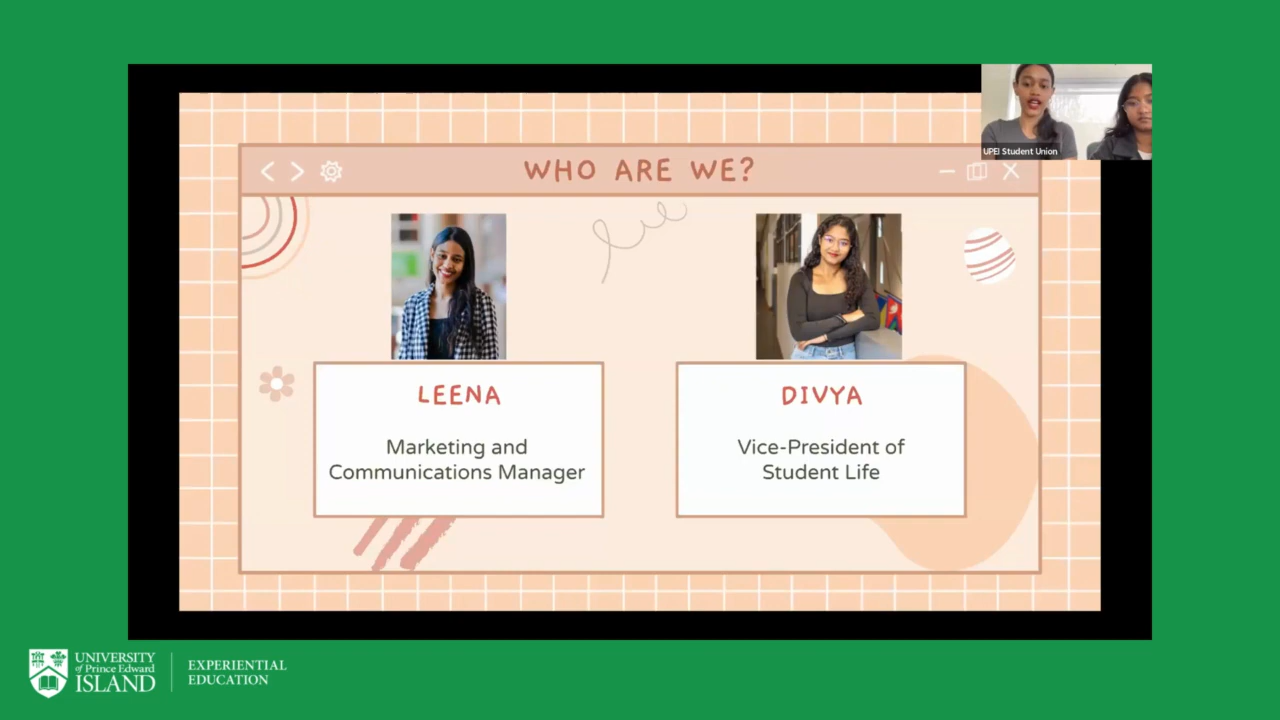 UPEI Student Union
WHO ARE WE?
LEENA
Marketing and
Communications Manager
DIVYA
Vice-President of
Student Life
UNIVERSITY
of Prince Edward
ISLAND
EXPERIENTIAL
EDUCATION